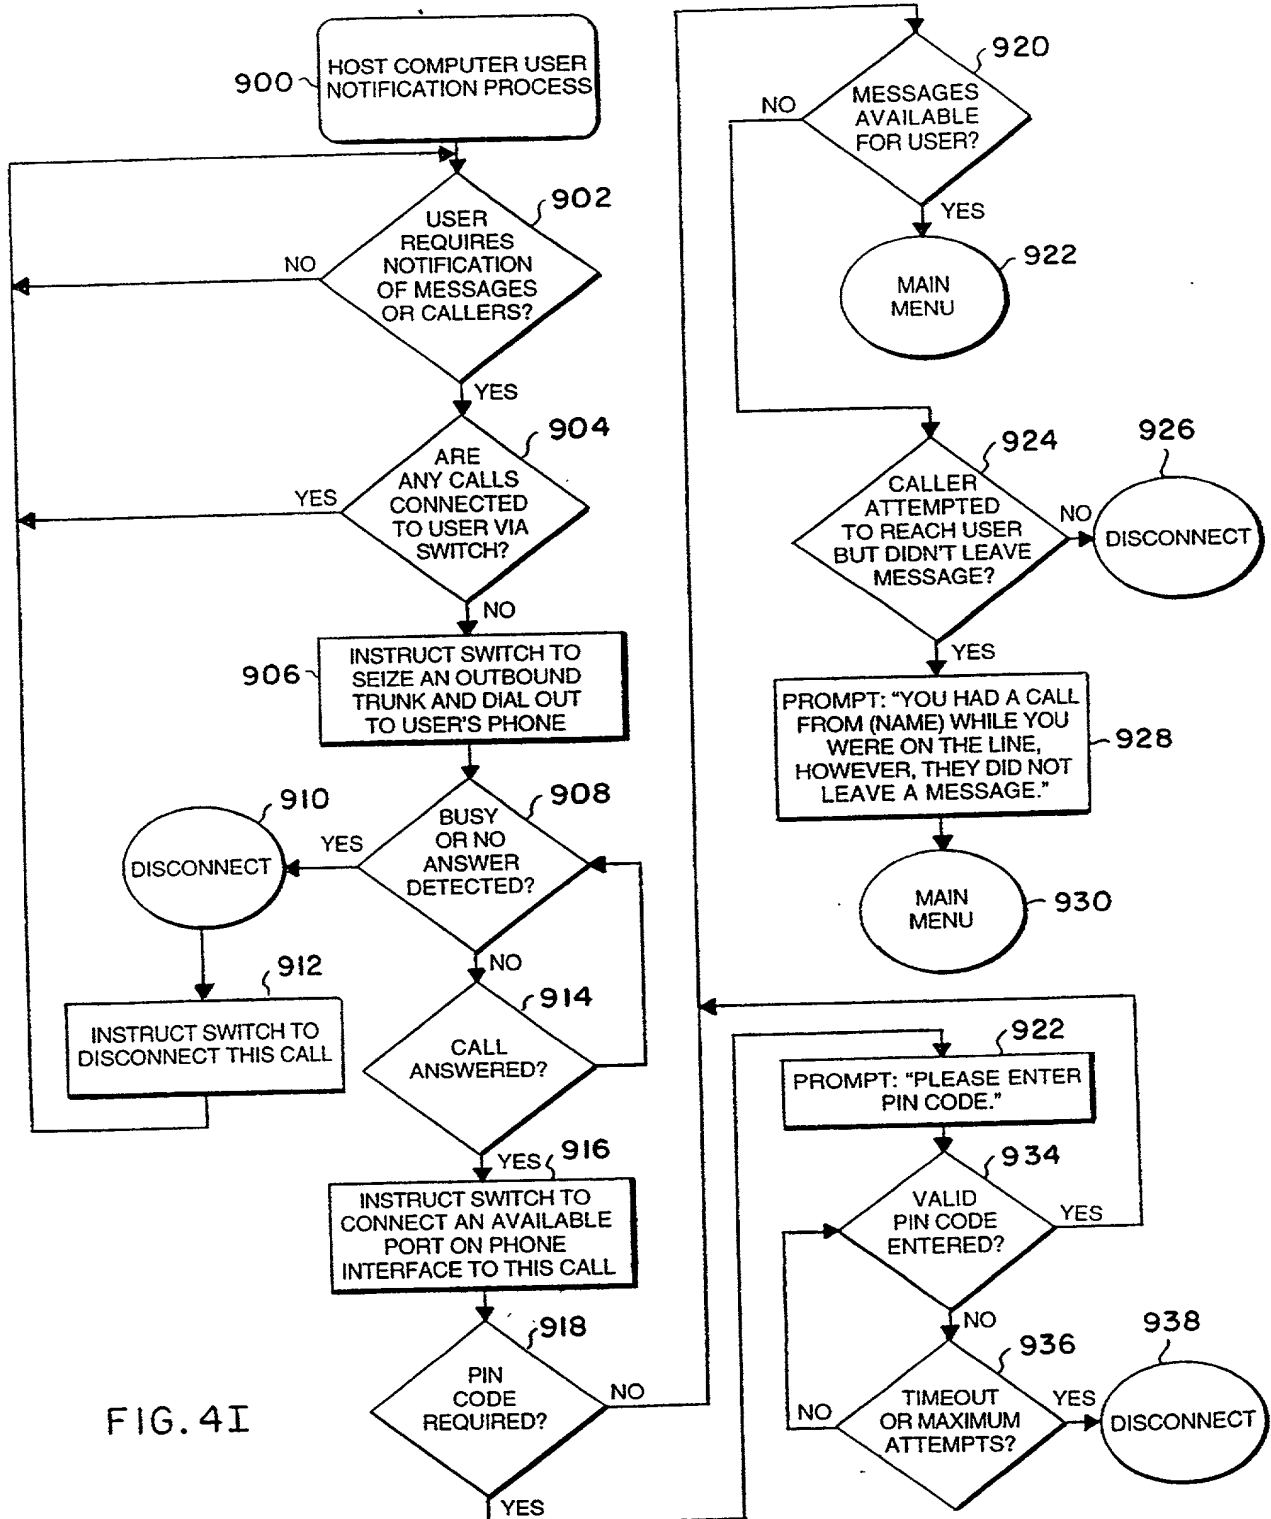 900
HOST COMPUTER USER
NOTIFICATION PROCESS
902
USER
REQUIRES
NOTIFICATION
OF MESSAGES
OR CALLERS?
NO
YES
904
ARE
ANY CALLS
CONNECTED
TO USER VIA
SWITCH?
YES
NO
906
INSTRUCT SWITCH TO
SEIZE AN OUTBOUND
TRUNK AND DIAL OUT
TO USER'S PHONE
908
BUSY
OR NO
ANSWER
DETECTED?
YES
910
DISCONNECT
NO
912
INSTRUCT SWITCH TO
DISCONNECT THIS CALL
914
CALL
ANSWERED?
YES
916
INSTRUCT SWITCH TO
CONNECT AN AVAILABLE
PORT ON PHONE
INTERFACE TO THIS CALL
918
PIN
CODE
REQUIRED?
NO
YES
920
MESSAGES
AVAILABLE
FOR USER?
NO
YES
922
MAIN
MENU
924
CALLER
ATTEMPTED
TO REACH USER
BUT DIDN'T LEAVE
MESSAGE?
NO
926
DISCONNECT
YES
PROMPT: "YOU HAD A CALL
FROM (NAME) WHILE YOU
WERE ON THE LINE,
HOWEVER, THEY DID NOT
LEAVE A MESSAGE."
928
MAIN
MENU
930
922
PROMPT: "PLEASE ENTER
PIN CODE."
934
VALID
PIN CODE
ENTERED?
YES
NO
936
TIMEOUT
OR MAXIMUM
ATTEMPTS?
NO
YES
938
DISCONNECT
FIG. 4I